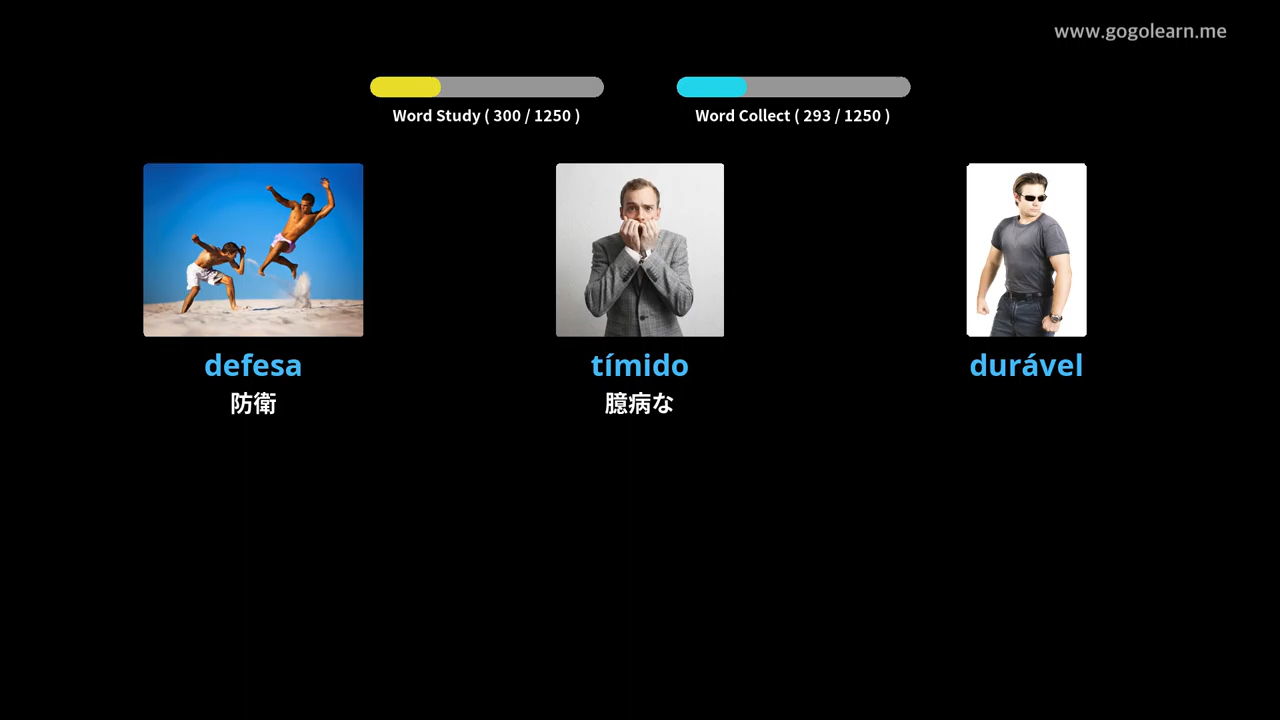 www.gogolearn.me
Word Study ( 300 / 1250 )
Word Collect ( 293 / 1250 )
defesa
防衛
tímido
臆病な
durável